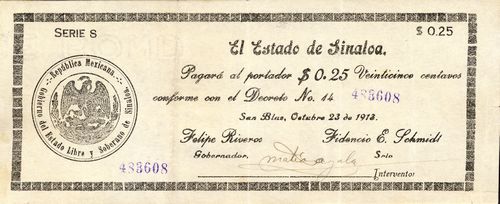 SERIE S
$ 0.25
El Estado de Sinaloa.
Pagará al portador $ 0.25 Veinticinco centavos
conforme con el Decreto No. 14 483608
San Blas, Octubre 23 de 1913.
Felipe Riveros Fidencio E. Schmidt
Gobernador. Srio
Interventor
República Mexicana
Gobierno del Estado Libre y Soberano de Sinaloa.
483608